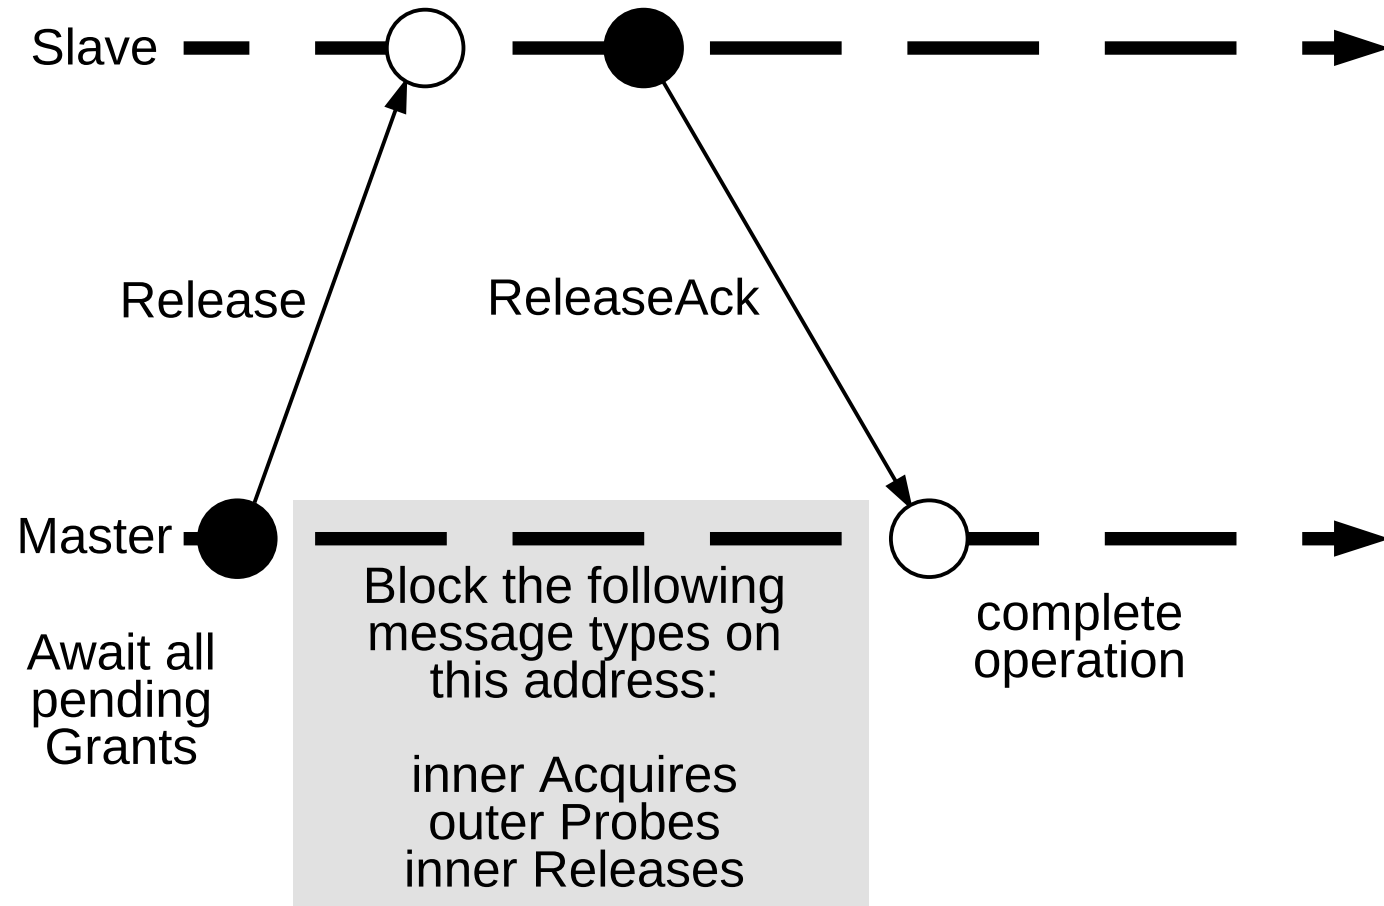 Slave
Release
ReleaseAck
Master
Await all
pending
Grants
Block the following
message types on
this address:
inner Acquires
outer Probes
inner Releases
complete
operation